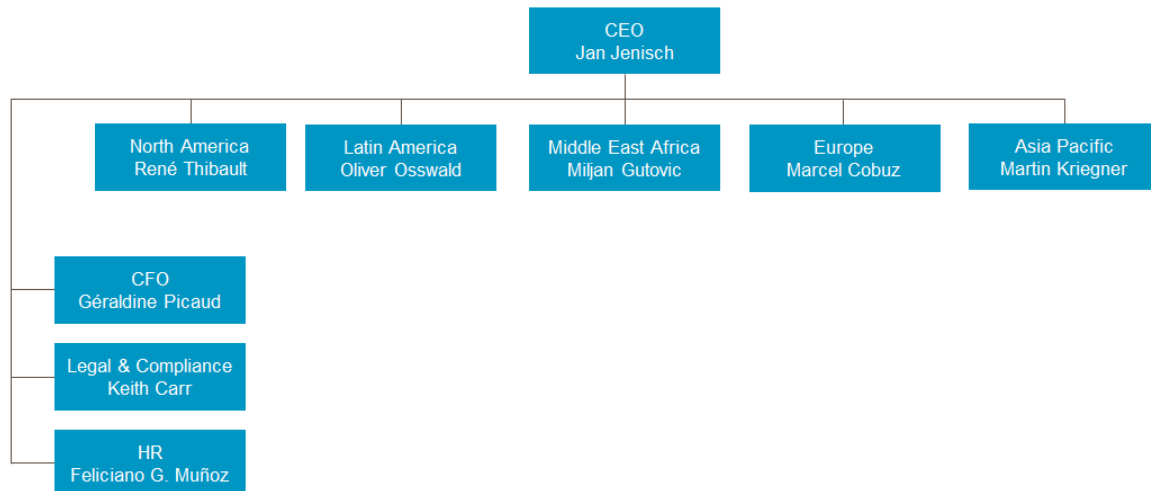 CEO
Jan Jenisch
North America
René Thibault
Latin America
Oliver Osswald
Middle East Africa
Miljan Gutovic
Europe
Marcel Cobuz
Asia Pacific
Martin Kriegner
CFO
Géraldine Picaud
Legal & Compliance
Keith Carr
HR
Feliciano G. Muñoz